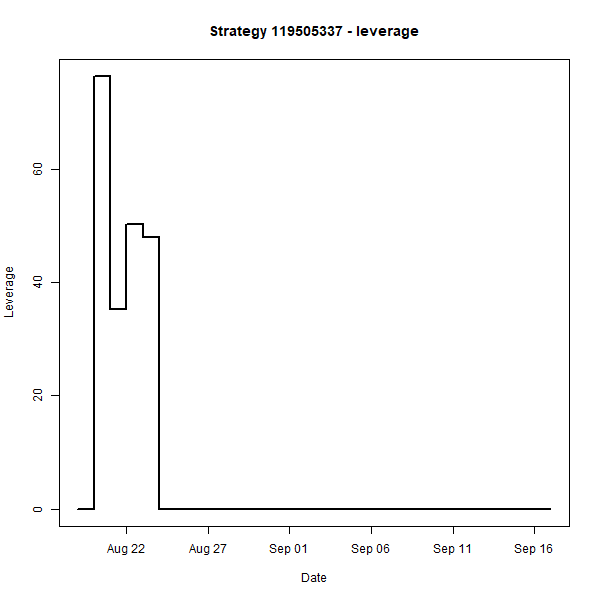 Strategy 119505337 - leverage
Leverage
60
40
20
0
Aug 22 Aug 27 Sep 01 Sep 06 Sep 11 Sep 16
Date